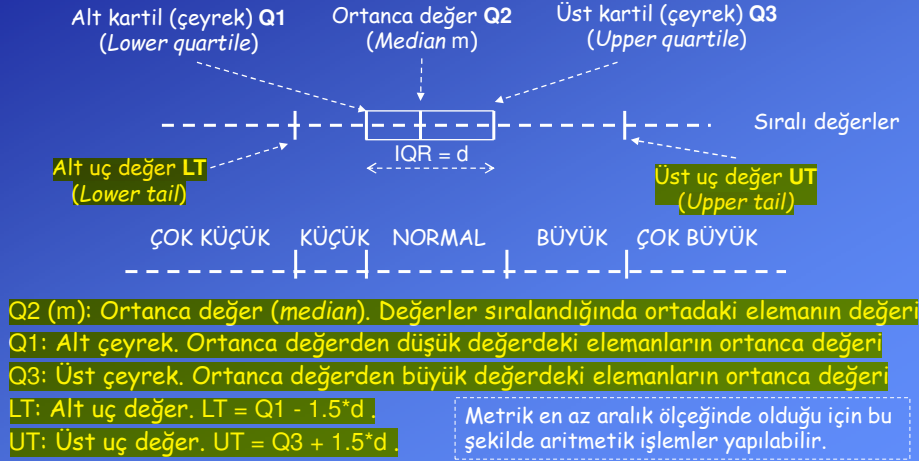 Alt kartil (çeyrek) Q1
(Lower quartile)
Ortanca değer Q2
(Median m)
Üst kartil (çeyrek) Q3
(Upper quartile)
Sıralı değerler
IQR = d
Alt uç değer LT
(Lower tail)
Üst uç değer UT
(Upper tail)
ÇOK KÜÇÜK KÜÇÜK NORMAL BÜYÜK ÇOK BÜYÜK
Q2 (m): Ortanca değer (median). Değerler sıralandığında ortadaki elemanın değeri
Q1: Alt çeyrek. Ortanca değerden düşük değerdeki elemanların ortanca değeri
Q3: Üst çeyrek. Ortanca değerden büyük değerdeki elemanların ortanca değeri
LT: Alt uç değer. LT = Q1 - 1.5*d .
UT: Üst uç değer. UT = Q3 + 1.5*d .
Metrik en az aralık ölçeğinde olduğu için bu
şekilde aritmetik işlemler yapılabilir.